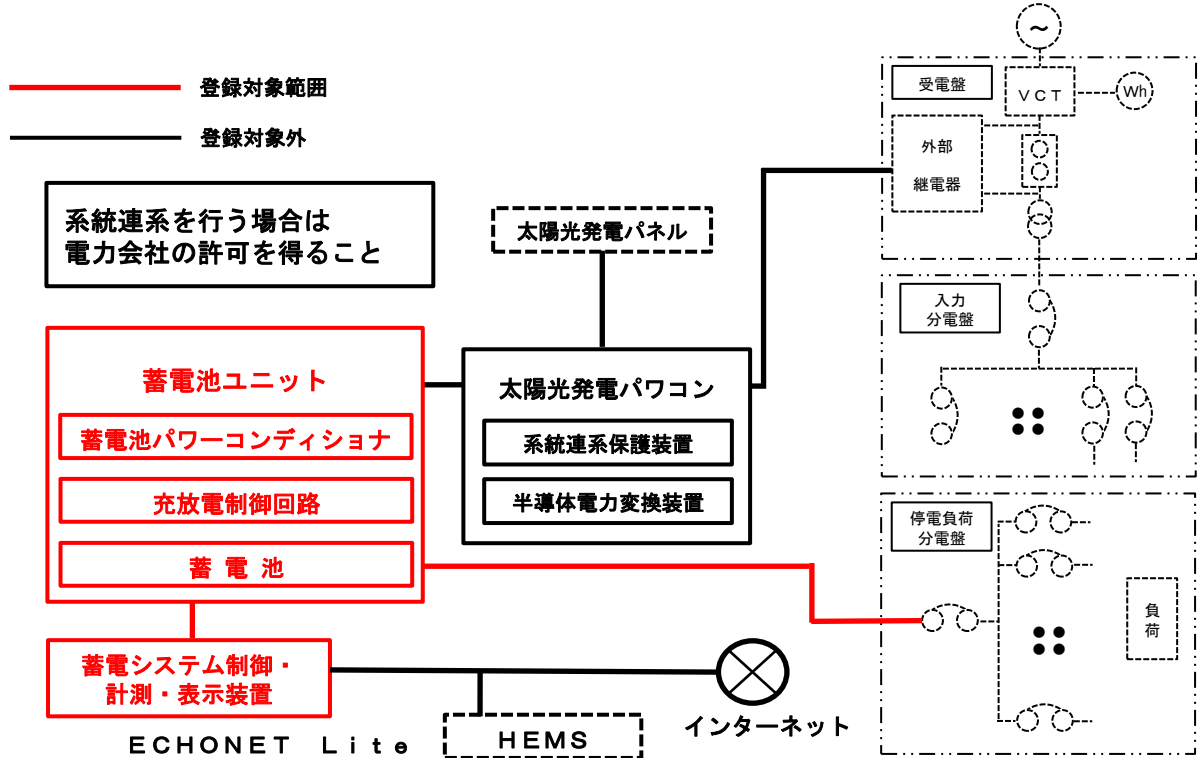 登録対象範囲
登録対象外
系統連系を行う場合は
電力会社の許可を得ること
太陽光発電パネル
蓄電池ユニット
蓄電池パワーコンディショナ
充放電制御回路
蓄 電 池
太陽光発電パワコン
系統連系保護装置
半導体電力変換装置
蓄電システム制御・
計測・表示装置
ECHONET Lite
HEMS
インターネット
~
受電盤
VCT
Wh
外部
継電器
入力
分電盤
停電負荷
分電盤
負
荷